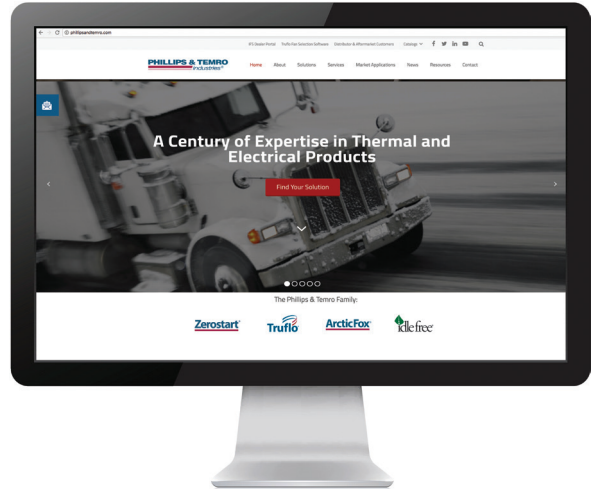 phillipsandtemro.com
PTI Dealer Portal Truflo Fan Selection Software Distributor & Aftermarket Customers Catalogs
PHILLIPS & TEMRO
industries®
Home About Solutions Services Market Applications News Resources Contact
A Century of Expertise in Thermal and
Electrical Products
Find Your Solution
The Phillips & Temro Family:
Zerostart® Truflo® ArcticFox® idlefree®